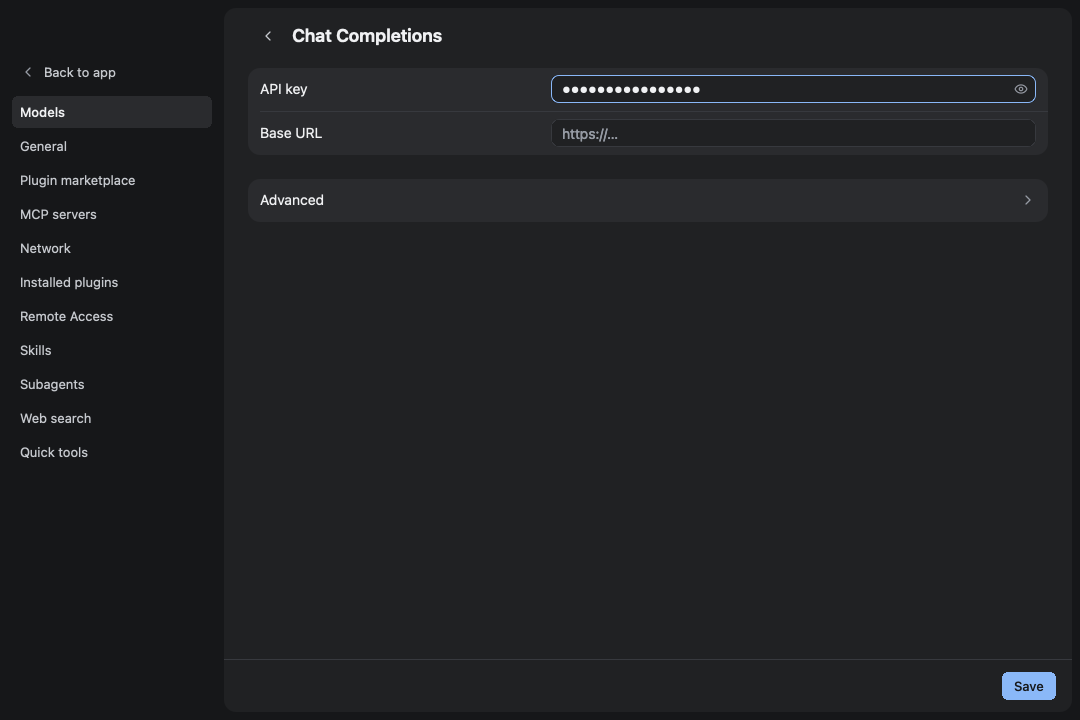 Chat Completions
Back to app
Models
General
Plugin marketplace
MCP servers
Network
Installed plugins
Remote Access
Skills
Subagents
Web search
Quick tools
API key
●●●●●●●●●●●●●●●●
Base URL
https://...
Advanced
Save